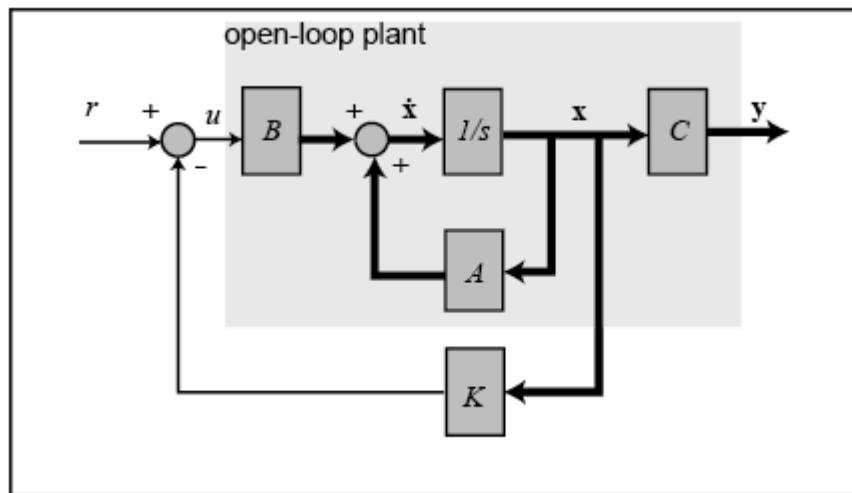 open-loop plant
r + u B + ẋ 1/s x C y
- +
A
K